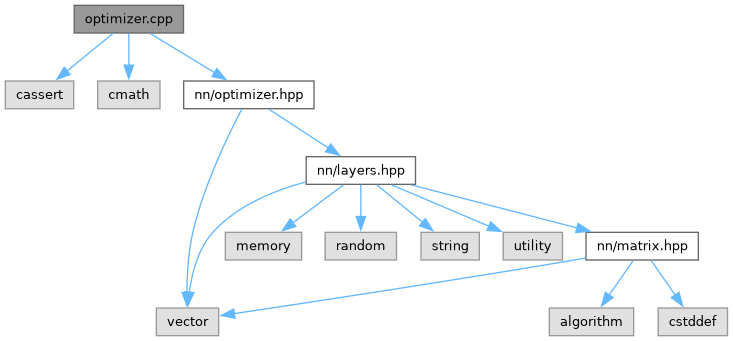 optimizer.cpp
cassert
cmath
nn/optimizer.hpp
nn/layers.hpp
memory
random
string
utility
nn/matrix.hpp
vector
algorithm
cstddef